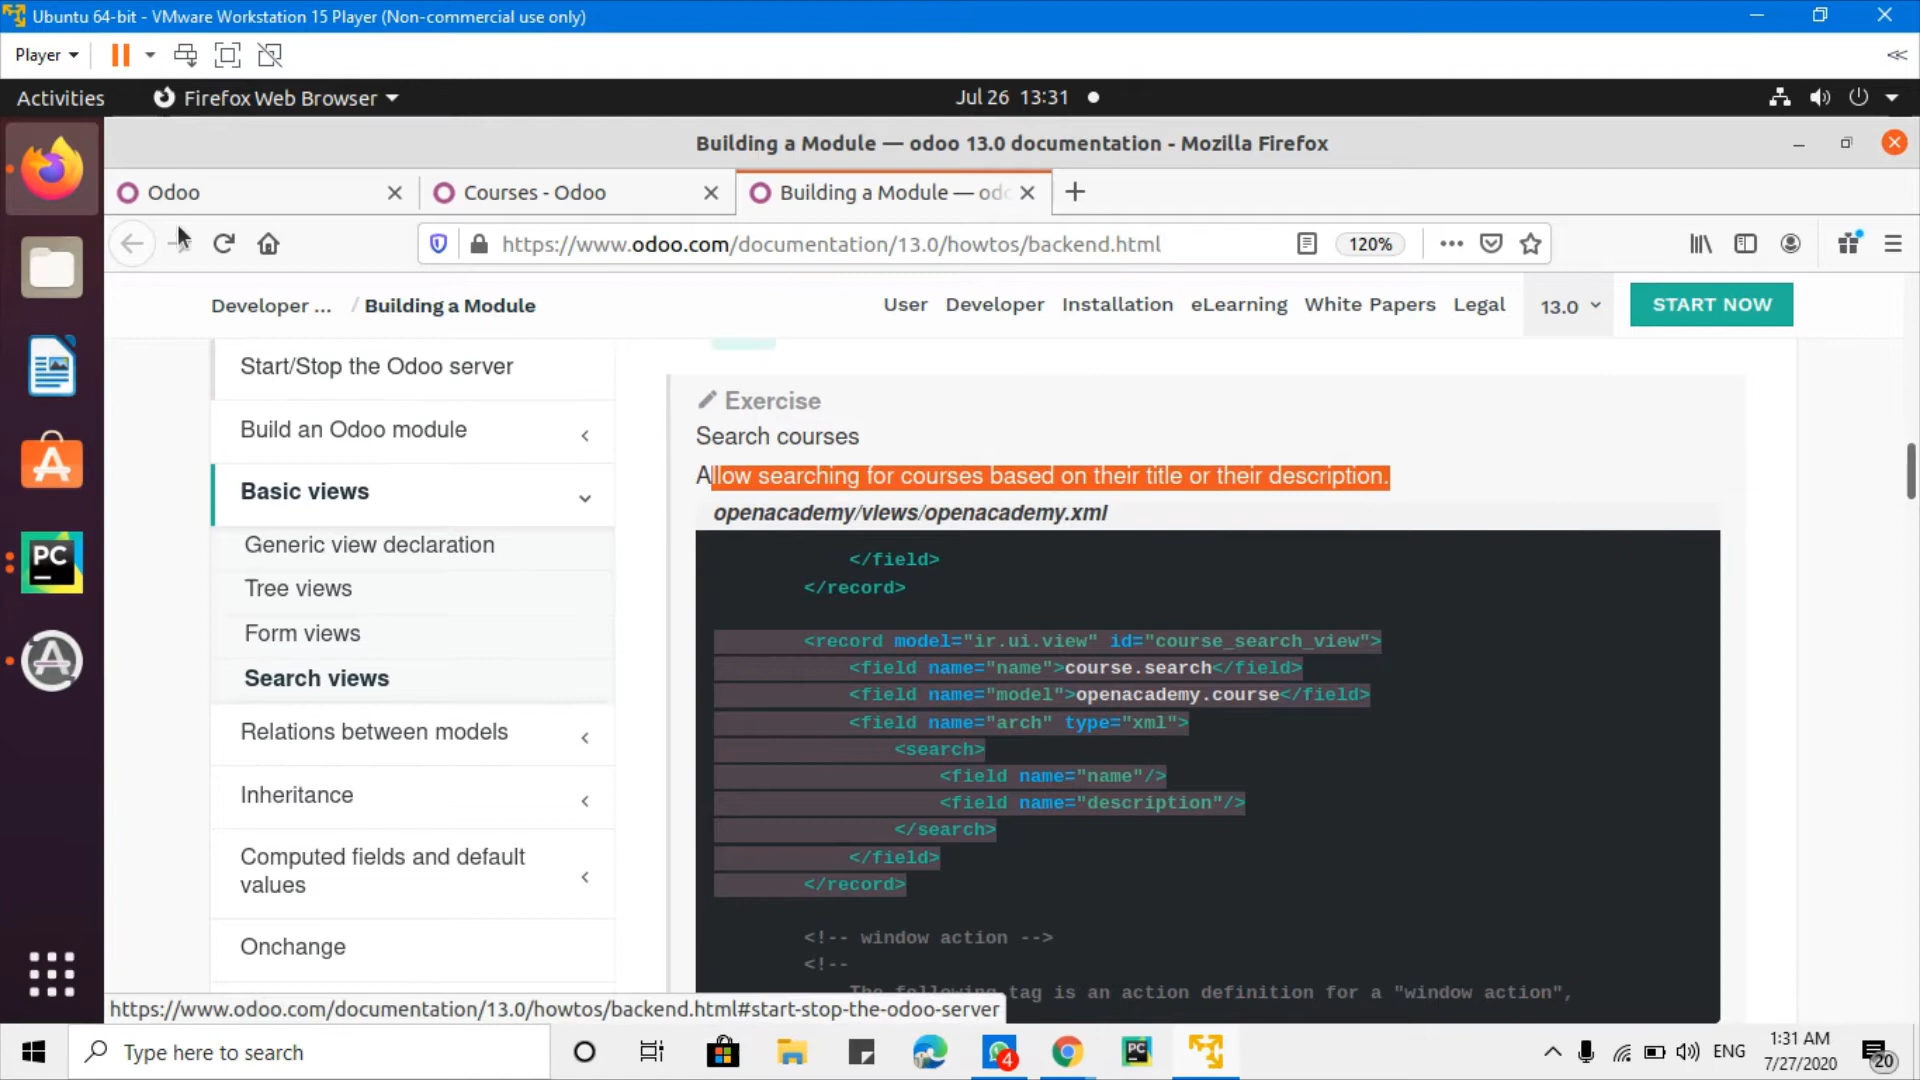 Ubuntu 64-bit - VMware Workstation 15 Player (Non-commercial use only)
Player
Activities
Firefox Web Browser
Jul 26 13:31
Building a Module — odoo 13.0 documentation - Mozilla Firefox
Odoo
Courses - Odoo
Building a Module — odo
https://www.odoo.com/documentation/13.0/howtos/backend.html
120%
Developer ... / Building a Module
User Developer Installation eLearning White Papers Legal
13.0
START NOW
Start/Stop the Odoo server
Build an Odoo module
Basic views
Generic view declaration
Tree views
Form views
Search views
Relations between models
Inheritance
Computed fields and default
values
Onchange
Exercise
Search courses
Allow searching for courses based on their title or their description.
openacademy/views/openacademy.xml
</field>
</record>
<record model="ir.ui.view" id="course_search_view">
<field name="name">course.search</field>
<field name="model">openacademy.course</field>
<field name="arch" type="xml">
<search>
<field name="name"/>
<field name="description"/>
</search>
</field>
</record>
<!-- window action -->
<!--
The following tag is an action definition for a "window action",
https://www.odoo.com/documentation/13.0/howtos/backend.html#start-stop-the-odoo-server
PC
Type here to search
4
PC
ENG
1:31 AM
7/27/2020
20